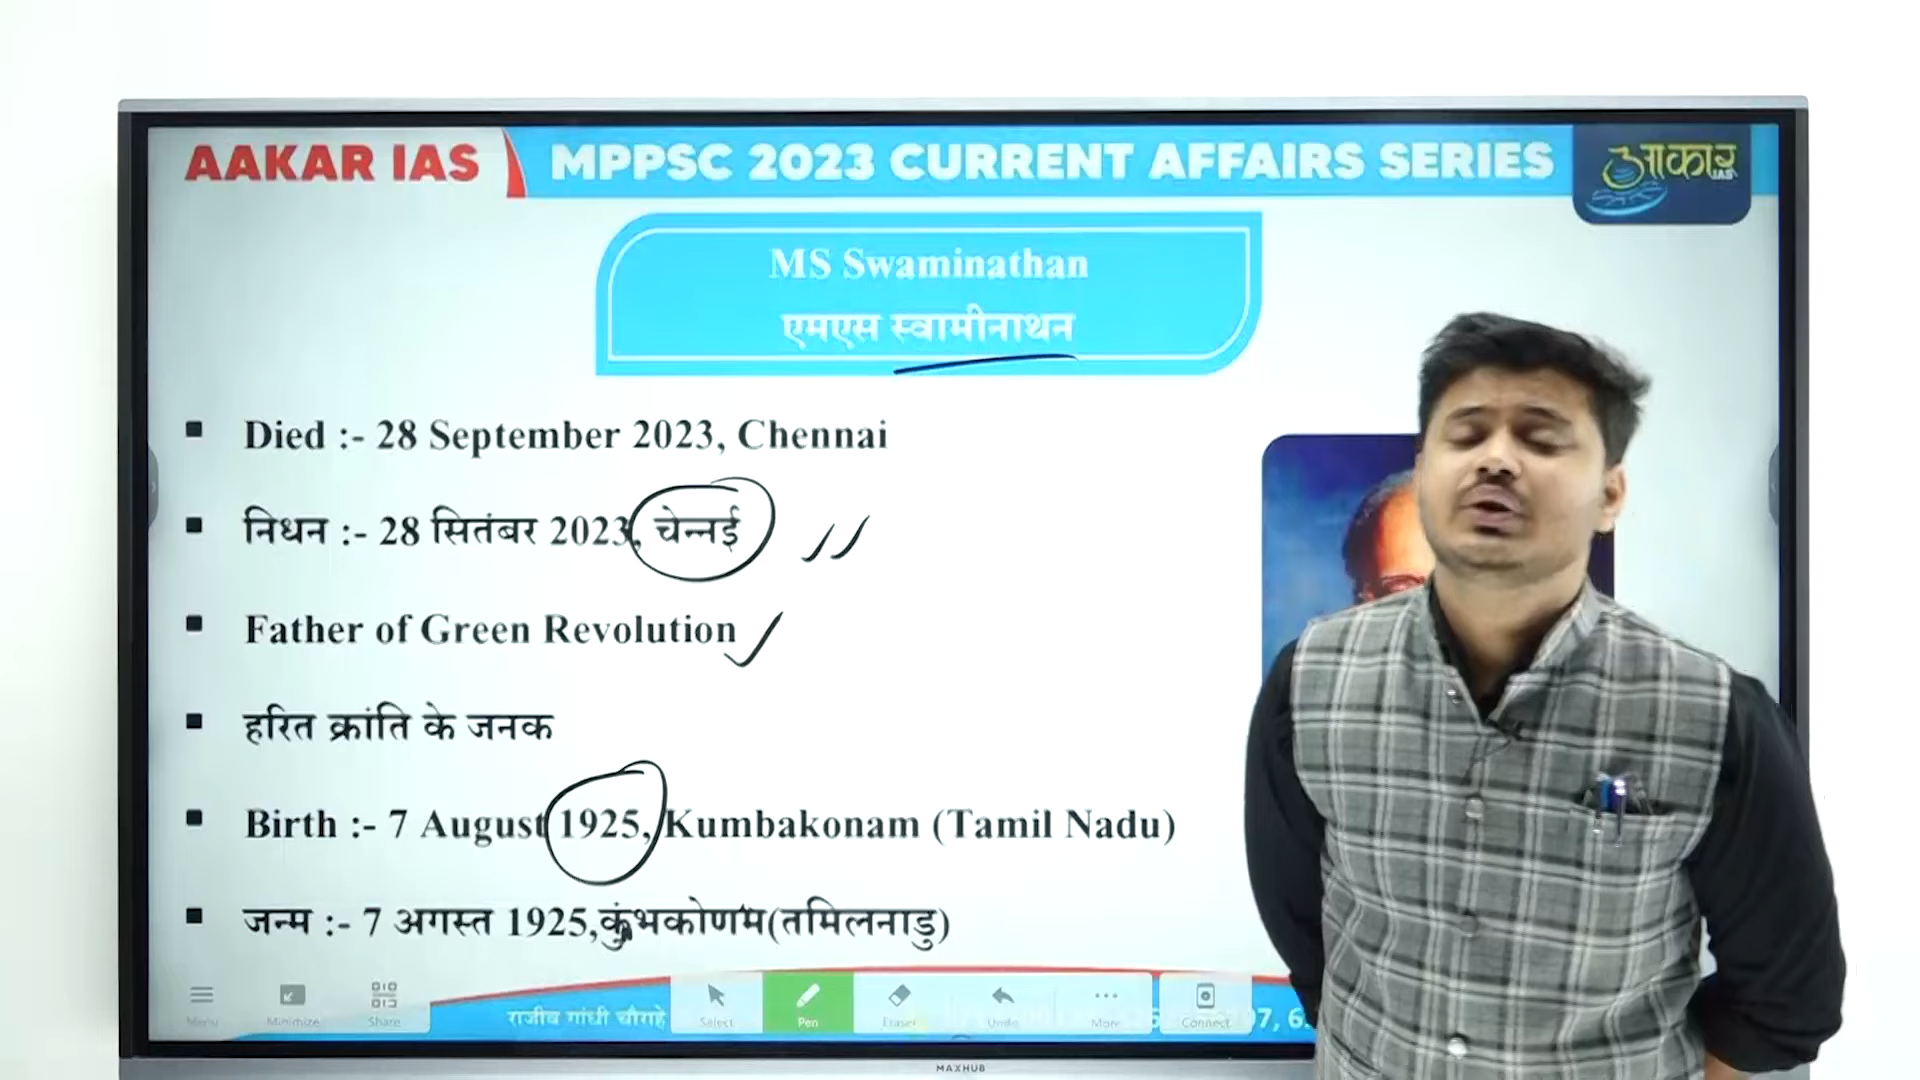 AAKAR IAS MPPSC 2023 CURRENT AFFAIRS SERIES आकार IAS
MS Swaminathan
एमएस स्वामीनाथन
Died :- 28 September 2023, Chennai
निधन :- 28 सितंबर 2023, चेन्नई
Father of Green Revolution
हरित क्रांति के जनक
Birth :- 7 August 1925, Kumbakonam (Tamil Nadu)
जन्म :- 7 अगस्त 1925,कुंभकोणम(तमिलनाडु)
राजीव गांधी चौराहे
Menu Minimize Share Select Pen Eraser Undo More Connect
MAXHUB